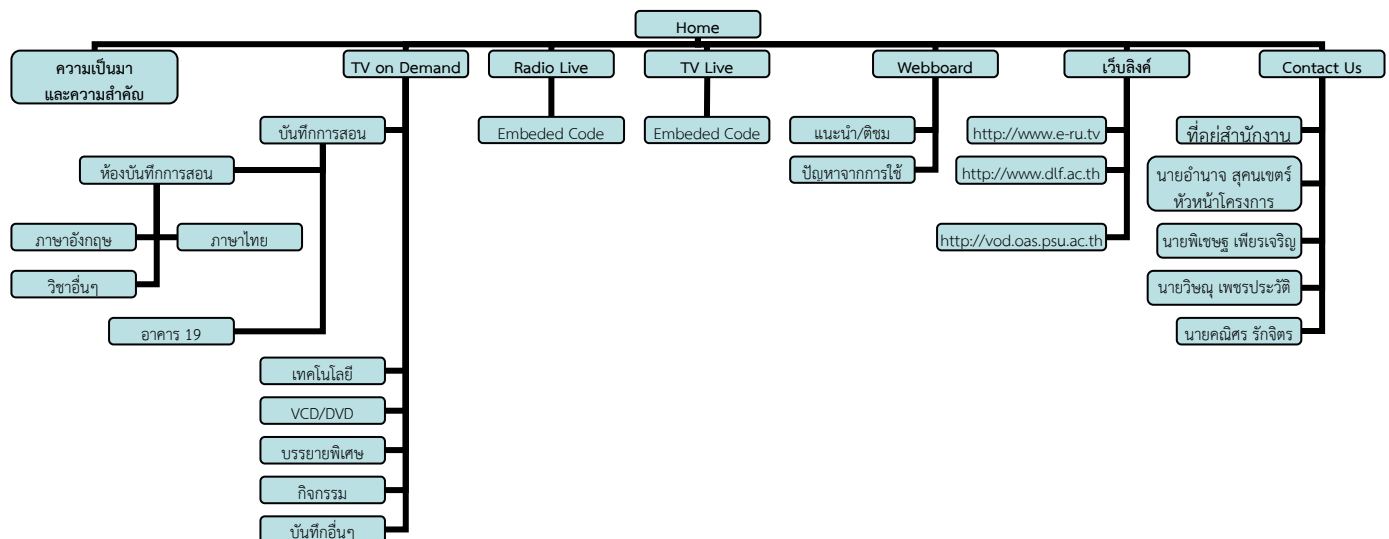 Home
ความเป็นมา
และความสำคัญ
TV on Demand
Radio Live
TV Live
Webboard
เว็บลิงค์
Contact Us
บันทึกการสอน
ห้องบันทึกการสอน
ภาษาอังกฤษ
ภาษาไทย
วิชาอื่นๆ
อาคาร 19
เทคโนโลยี
VCD/DVD
บรรยายพิเศษ
กิจกรรม
บันทึกอื่นๆ
Embeded Code
Embeded Code
แนะนำ/ติชม
ปัญหาจากการใช้
http://www.e-ru.tv
http://www.dlf.ac.th
http://vod.oas.psu.ac.th
ที่อยู่สำนักงาน
นายอำนาจ สุคนเขตร์
หัวหน้าโครงการ
นายพิเชษฐ เพียรเจริญ
นายวิษณุ เพชรประวัติ
นายคณิศร รักจิตร